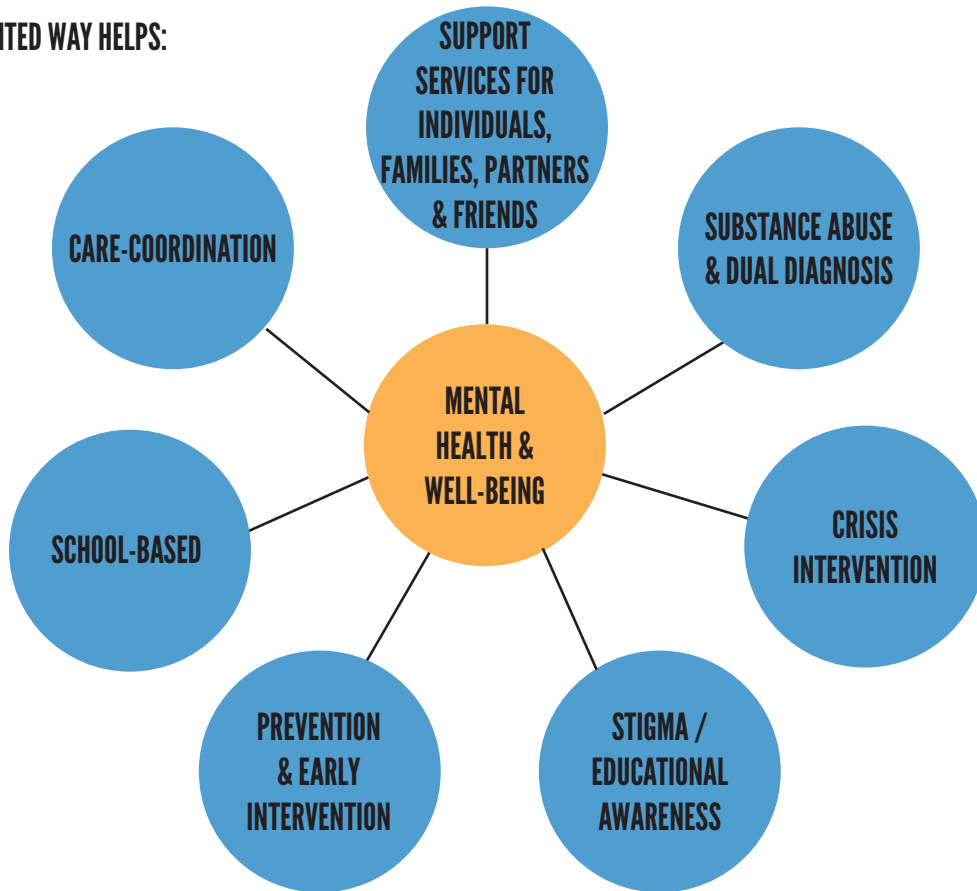 ITED WAY HELPS:
SUPPORT
SERVICES FOR
INDIVIDUALS,
FAMILIES, PARTNERS
& FRIENDS
SUBSTANCE ABUSE
& DUAL DIAGNOSIS
CRISIS
INTERVENTION
STIGMA /
EDUCATIONAL
AWARENESS
PREVENTION
& EARLY
INTERVENTION
SCHOOL-BASED
CARE-COORDINATION
MENTAL
HEALTH &
WELL-BEING